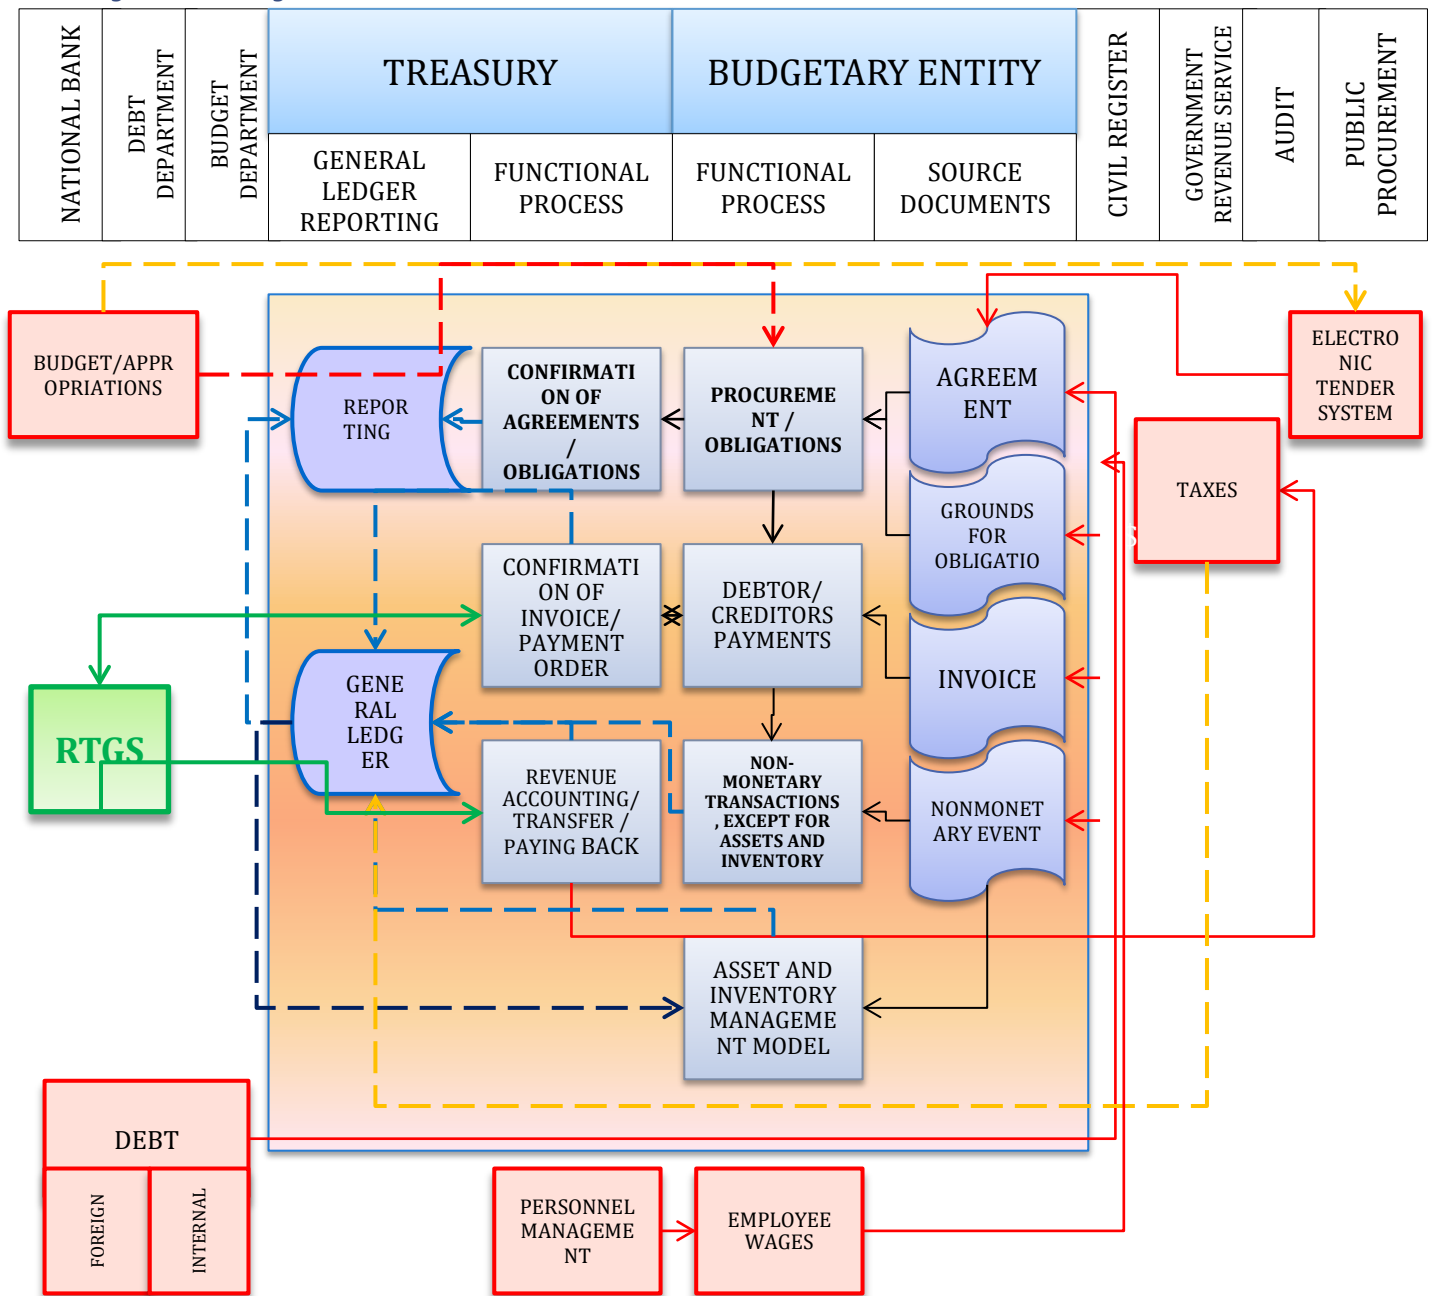 NATIONAL BANK
DEBT
DEPARTMENT
BUDGET
DEPARTMENT
TREASURY
BUDGETARY ENTITY
GENERAL
LEDGER
REPORTING
FUNCTIONAL
PROCESS
FUNCTIONAL
PROCESS
SOURCE
DOCUMENTS
CIVIL REGISTER
GOVERNMENT
REVENUE SERVICE
AUDIT
PUBLIC
PROCUREMENT
BUDGET/APPR
OPRIATIONS
REPOR
TING
CONFIRMATI
ON OF
AGREEMENTS
/
OBLIGATIONS
PROCUREME
NT /
OBLIGATIONS
AGREEM
ENT
ELECTRO
NIC
TENDER
SYSTEM
GROUNDS
FOR
OBLIGATIO
S
TAXES
CONFIRMATI
ON OF
INVOICE/
PAYMENT
ORDER
DEBTOR/
CREDITORS
PAYMENTS
INVOICE
RTGS
GENE
RAL
LEDG
ER
REVENUE
ACCOUNTING/
TRANSFER /
PAYING BACK
NON-
MONETARY
TRANSACTIONS
, EXCEPT FOR
ASSETS AND
INVENTORY
NONMONET
ARY EVENT
ASSET AND
INVENTORY
MANAGEME
NT MODEL
DEBT
FOREIGN
INTERNAL
PERSONNEL
MANAGEME
NT
EMPLOYEE
WAGES